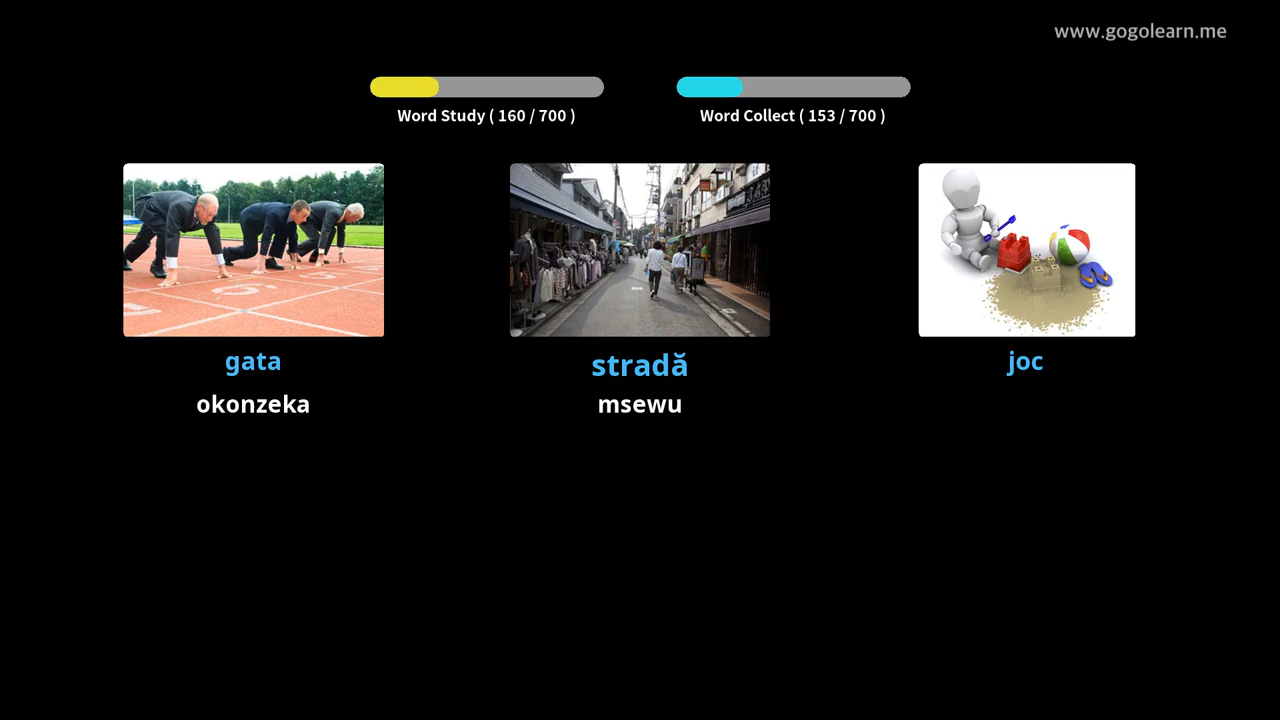 www.gogolearn.me
Word Study ( 160 / 700 )
Word Collect ( 153 / 700 )
gata
stradă
joc
okonzeka
msewu